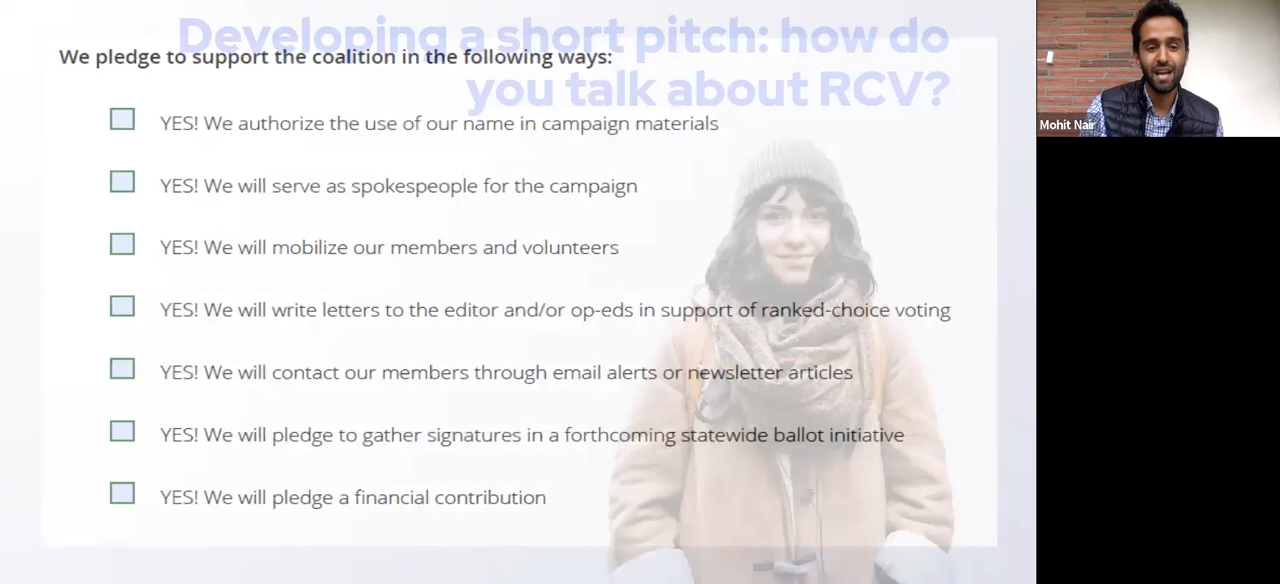 Developing a short pitch: how do
you talk about RCV?
We pledge to support the coalition in the following ways:
YES! We authorize the use of our name in campaign materials
YES! We will serve as spokespeople for the campaign
YES! We will mobilize our members and volunteers
YES! We will write letters to the editor and/or op-eds in support of ranked-choice voting
YES! We will contact our members through email alerts or newsletter articles
YES! We will pledge to gather signatures in a forthcoming statewide ballot initiative
YES! We will pledge a financial contribution
Mohit Nair